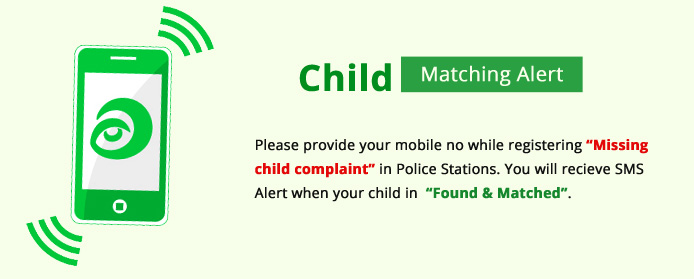 Child Matching Alert
Please provide your mobile no while registering “Missing
child complaint” in Police Stations. You will recieve SMS
Alert when your child in “Found & Matched”.